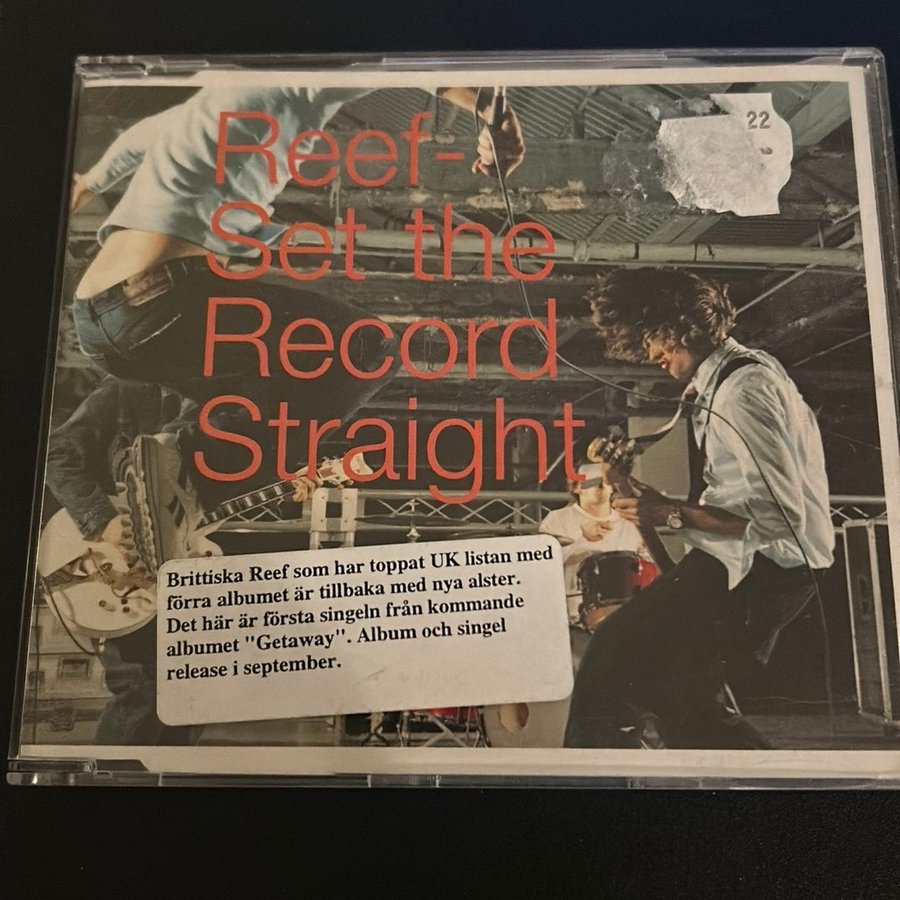 Reef-
Set the
Record
Straight
22
Brittiska Reef som har toppat UK listan med
förra albumet är tillbaka med nya alster.
Det här är första singeln från kommande
albumet "Getaway". Album och singel
release i september.